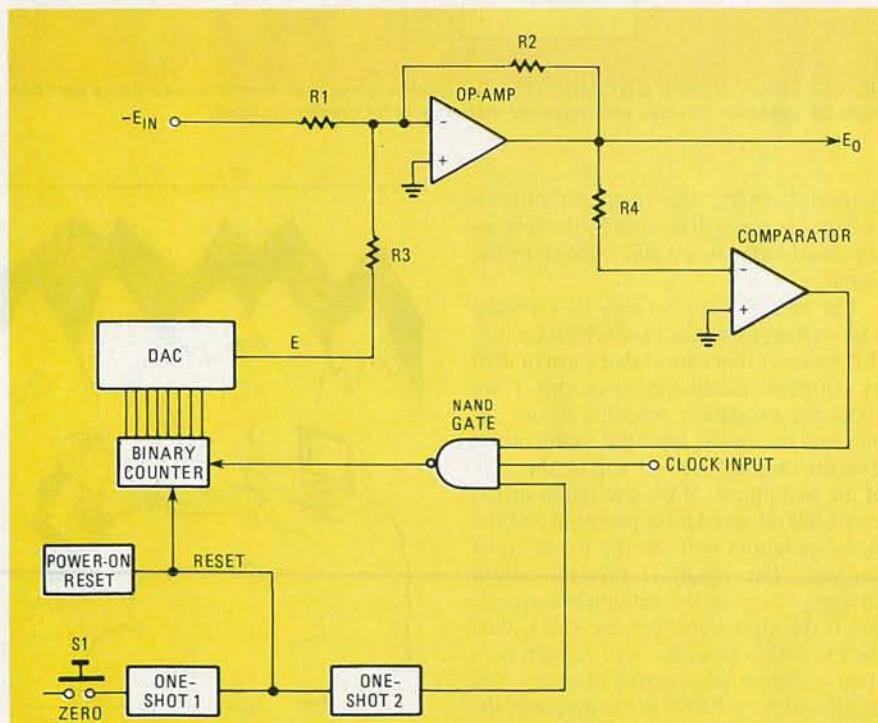 R2
OP-AMP
R1
-E_IN
-
+
E_O
R4
COMPARATOR
-
+
R3
E
DAC
NAND
GATE
BINARY
COUNTER
CLOCK INPUT
POWER-ON
RESET
RESET
S1
ZERO
ONE-
SHOT 1
ONE-
SHOT 2